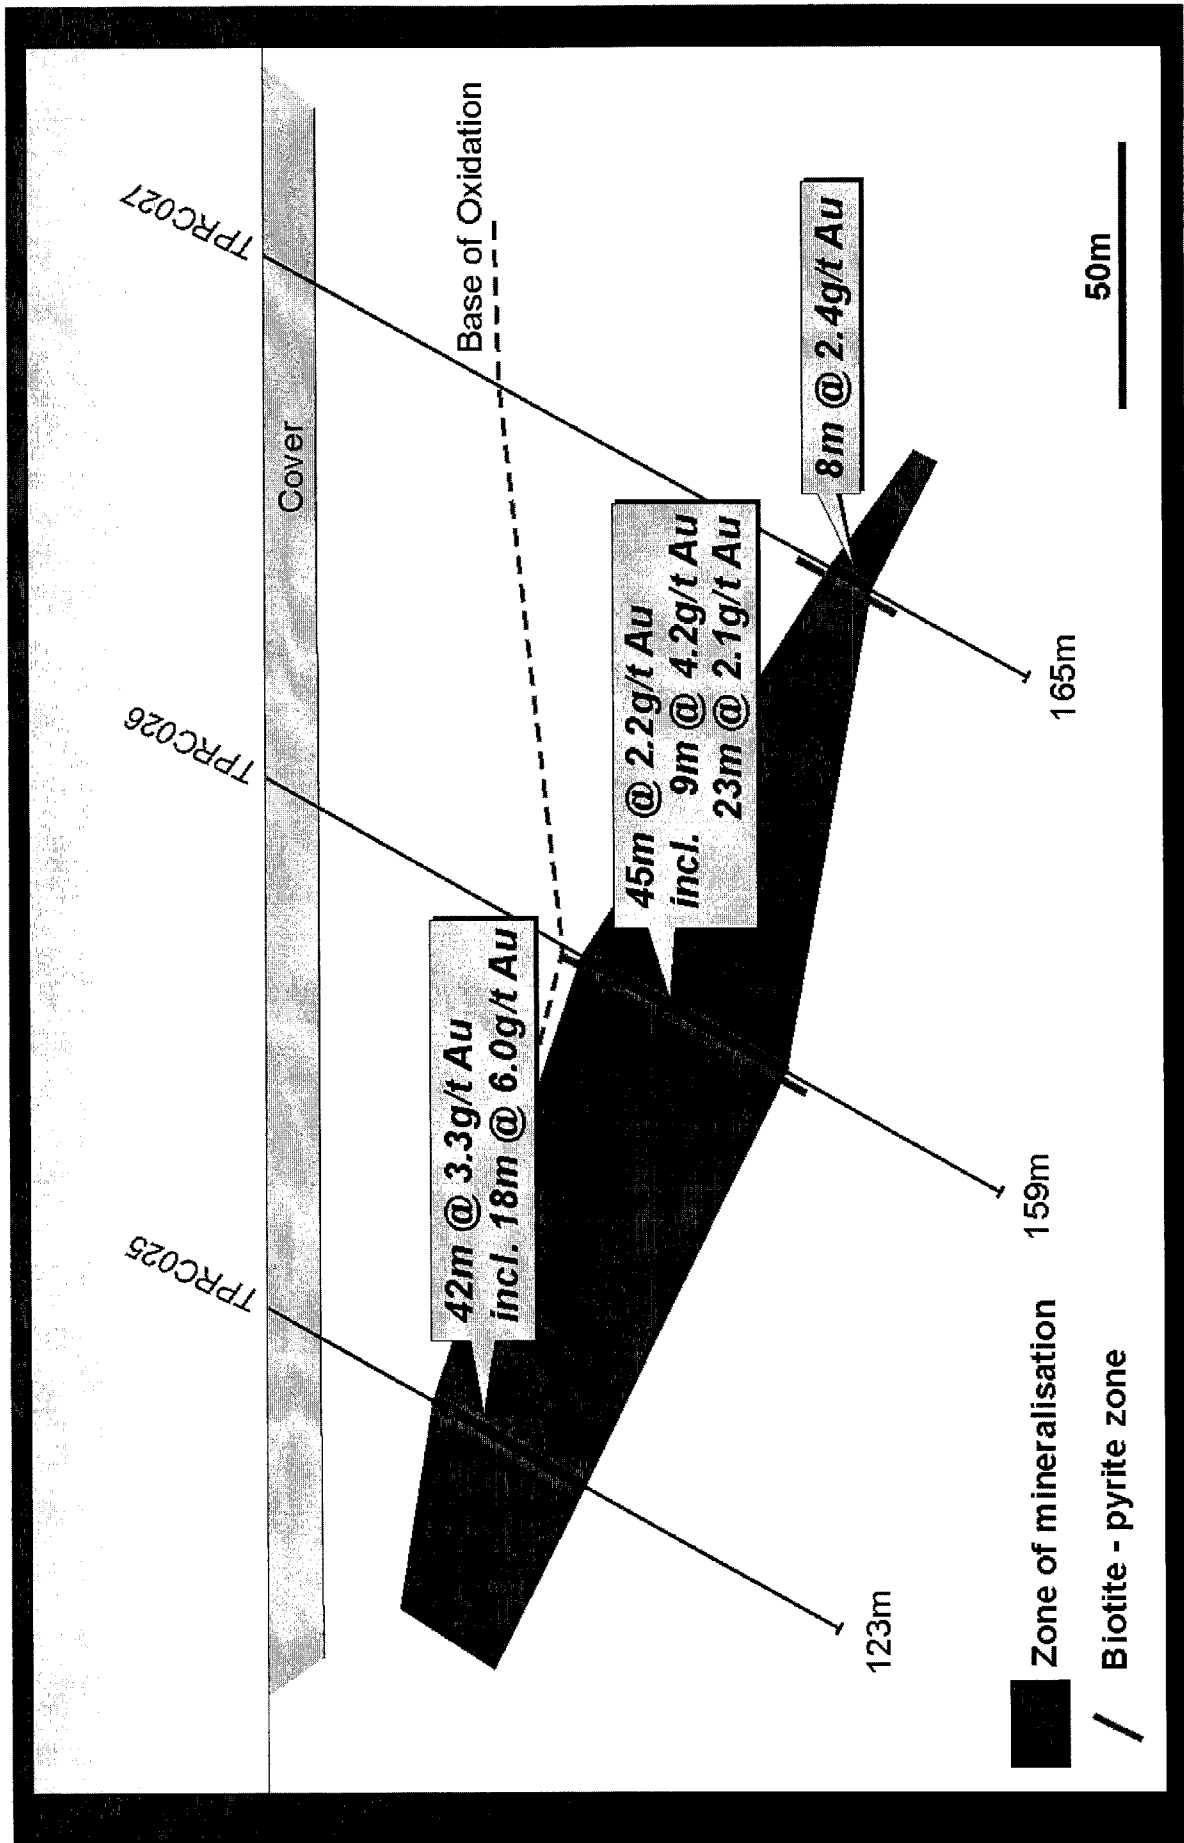 TPRC025
TPRC026
TPRC027
Cover
Base of Oxidation
42m @ 3.3g/t Au
incl. 18m @ 6.0g/t Au
45m @ 2.2g/t Au
incl. 9m @ 4.2g/t Au
23m @ 2.1g/t Au
8m @ 2.4g/t Au
123m
159m
165m
Zone of mineralisation
Biotite - pyrite zone
50m